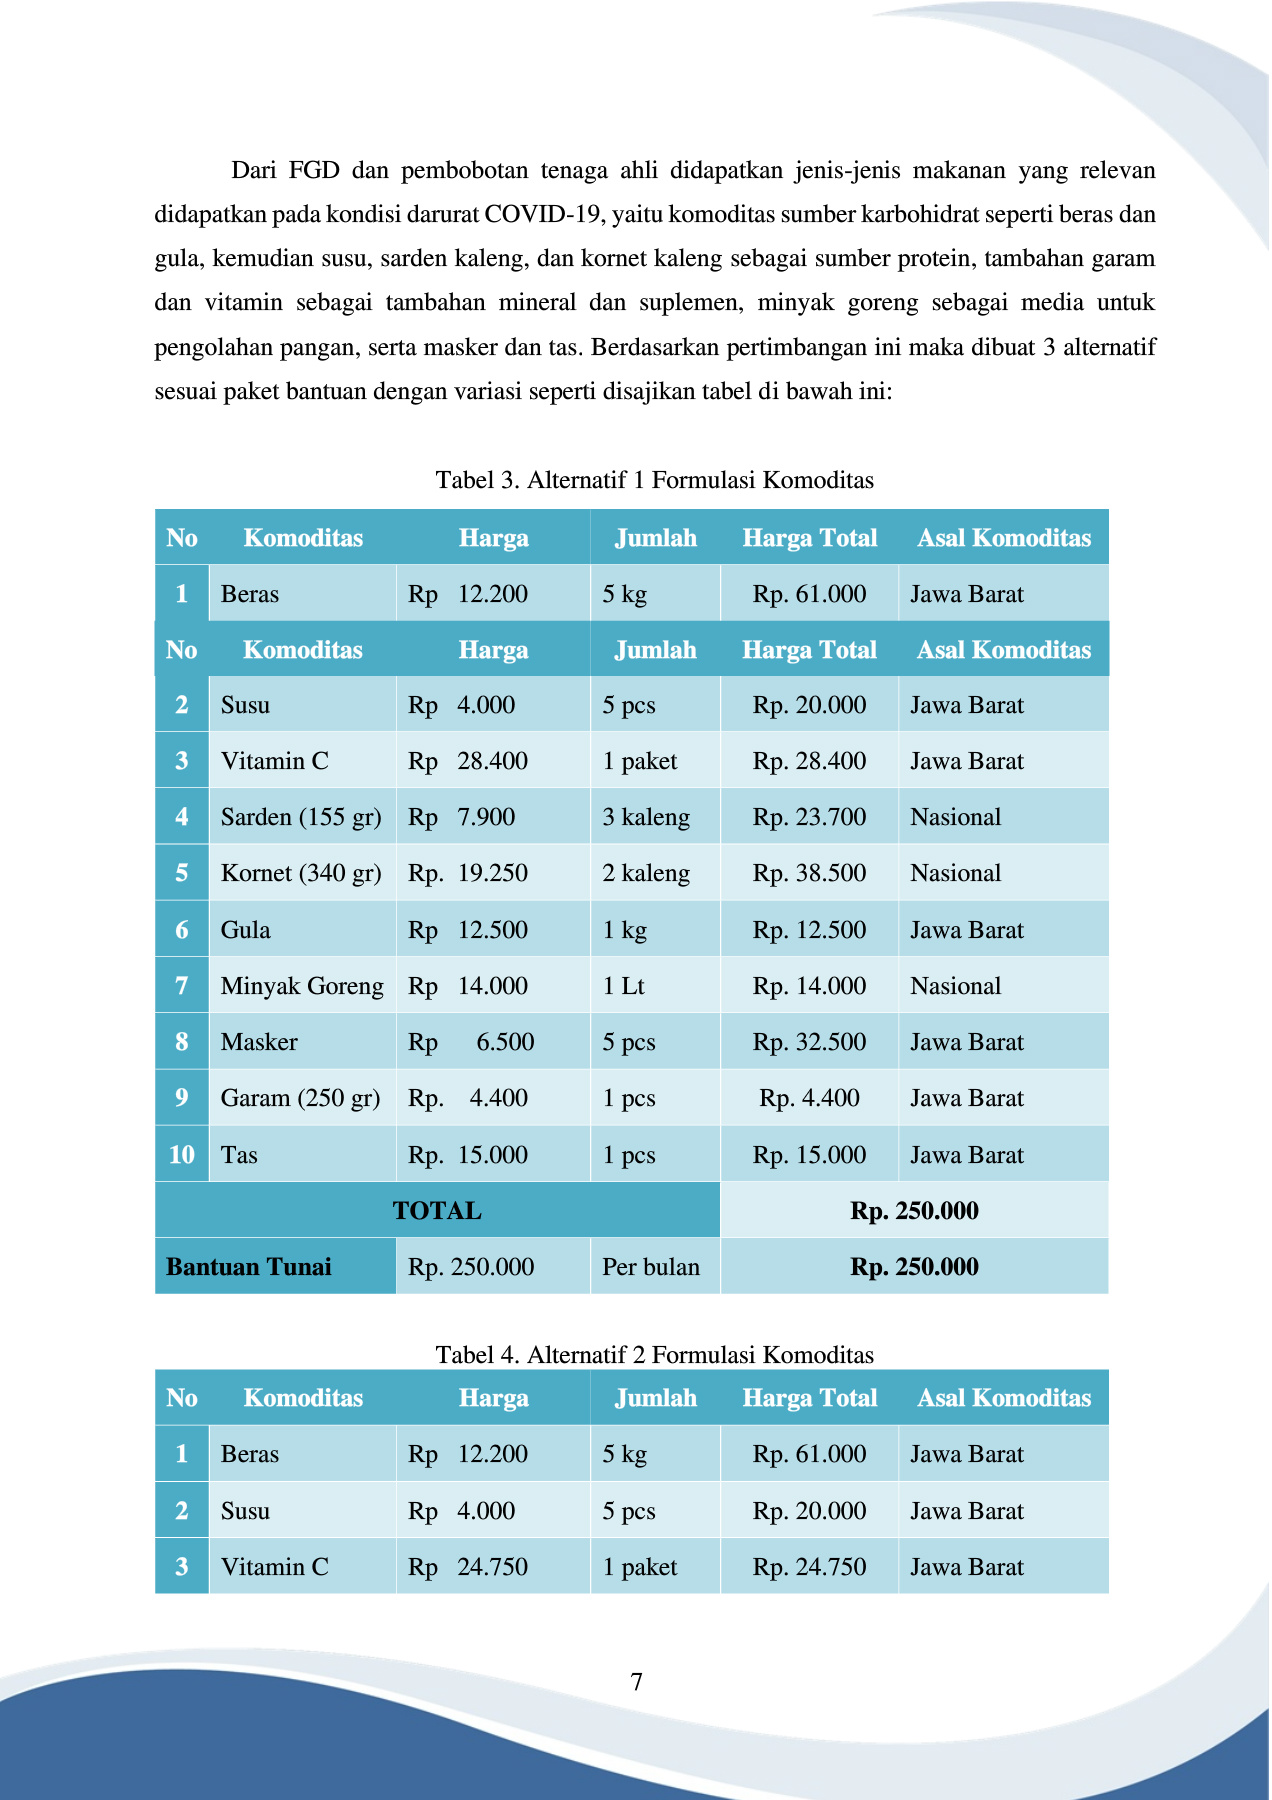 Dari FGD dan pembobotan tenaga ahli didapatkan jenis-jenis makanan yang relevan
didapatkan pada kondisi darurat COVID-19, yaitu komoditas sumber karbohidrat seperti beras dan
gula, kemudian susu, sarden kaleng, dan kornet kaleng sebagai sumber protein, tambahan garam
dan vitamin sebagai tambahan mineral dan suplemen, minyak goreng sebagai media untuk
pengolahan pangan, serta masker dan tas. Berdasarkan pertimbangan ini maka dibuat 3 alternatif
sesuai paket bantuan dengan variasi seperti disajikan tabel di bawah ini:
Tabel 3. Alternatif 1 Formulasi Komoditas
No Komoditas Harga Jumlah Harga Total Asal Komoditas
1 Beras Rp 12.200 5 kg Rp. 61.000 Jawa Barat
No Komoditas Harga Jumlah Harga Total Asal Komoditas
2 Susu Rp 4.000 5 pcs Rp. 20.000 Jawa Barat
3 Vitamin C Rp 28.400 1 paket Rp. 28.400 Jawa Barat
4 Sarden (155 gr) Rp 7.900 3 kaleng Rp. 23.700 Nasional
5 Kornet (340 gr) Rp. 19.250 2 kaleng Rp. 38.500 Nasional
6 Gula Rp 12.500 1 kg Rp. 12.500 Jawa Barat
7 Minyak Goreng Rp 14.000 1 Lt Rp. 14.000 Nasional
8 Masker Rp 6.500 5 pcs Rp. 32.500 Jawa Barat
9 Garam (250 gr) Rp. 4.400 1 pcs Rp. 4.400 Jawa Barat
10 Tas Rp. 15.000 1 pcs Rp. 15.000 Jawa Barat
TOTAL Rp. 250.000
Bantuan Tunai Rp. 250.000 Per bulan Rp. 250.000
Tabel 4. Alternatif 2 Formulasi Komoditas
No Komoditas Harga Jumlah Harga Total Asal Komoditas
1 Beras Rp 12.200 5 kg Rp. 61.000 Jawa Barat
2 Susu Rp 4.000 5 pcs Rp. 20.000 Jawa Barat
3 Vitamin C Rp 24.750 1 paket Rp. 24.750 Jawa Barat
7